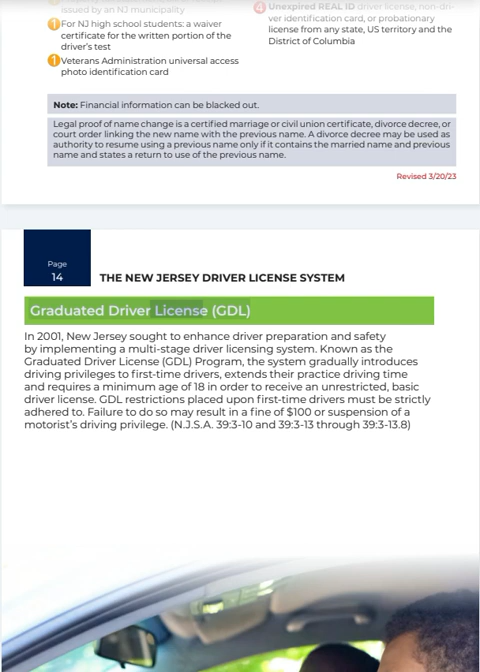 issued by an NJ municipality
1 For NJ high school students: a waiver
certificate for the written portion of the
driver's test
1 Veterans Administration universal access
photo identification card
4 Unexpired REAL ID driver license, non-dri-
ver identification card, or probationary
license from any state, US territory and the
District of Columbia
Note: Financial information can be blacked out.
Legal proof of name change is a certified marriage or civil union certificate, divorce decree, or
court order linking the new name with the previous name. A divorce decree may be used as
authority to resume using a previous name only if it contains the married name and previous
name and states a return to use of the previous name.
Revised 3/20/23
Page
14
THE NEW JERSEY DRIVER LICENSE SYSTEM
Graduated Driver License (GDL)
In 2001, New Jersey sought to enhance driver preparation and safety
by implementing a multi-stage driver licensing system. Known as the
Graduated Driver License (GDL) Program, the system gradually introduces
driving privileges to first-time drivers, extends their practice driving time
and requires a minimum age of 18 in order to receive an unrestricted, basic
driver license. GDL restrictions placed upon first-time drivers must be strictly
adhered to. Failure to do so may result in a fine of $100 or suspension of a
motorist's driving privilege. (N.J.S.A. 39:3-10 and 39:3-13 through 39:3-13.8)